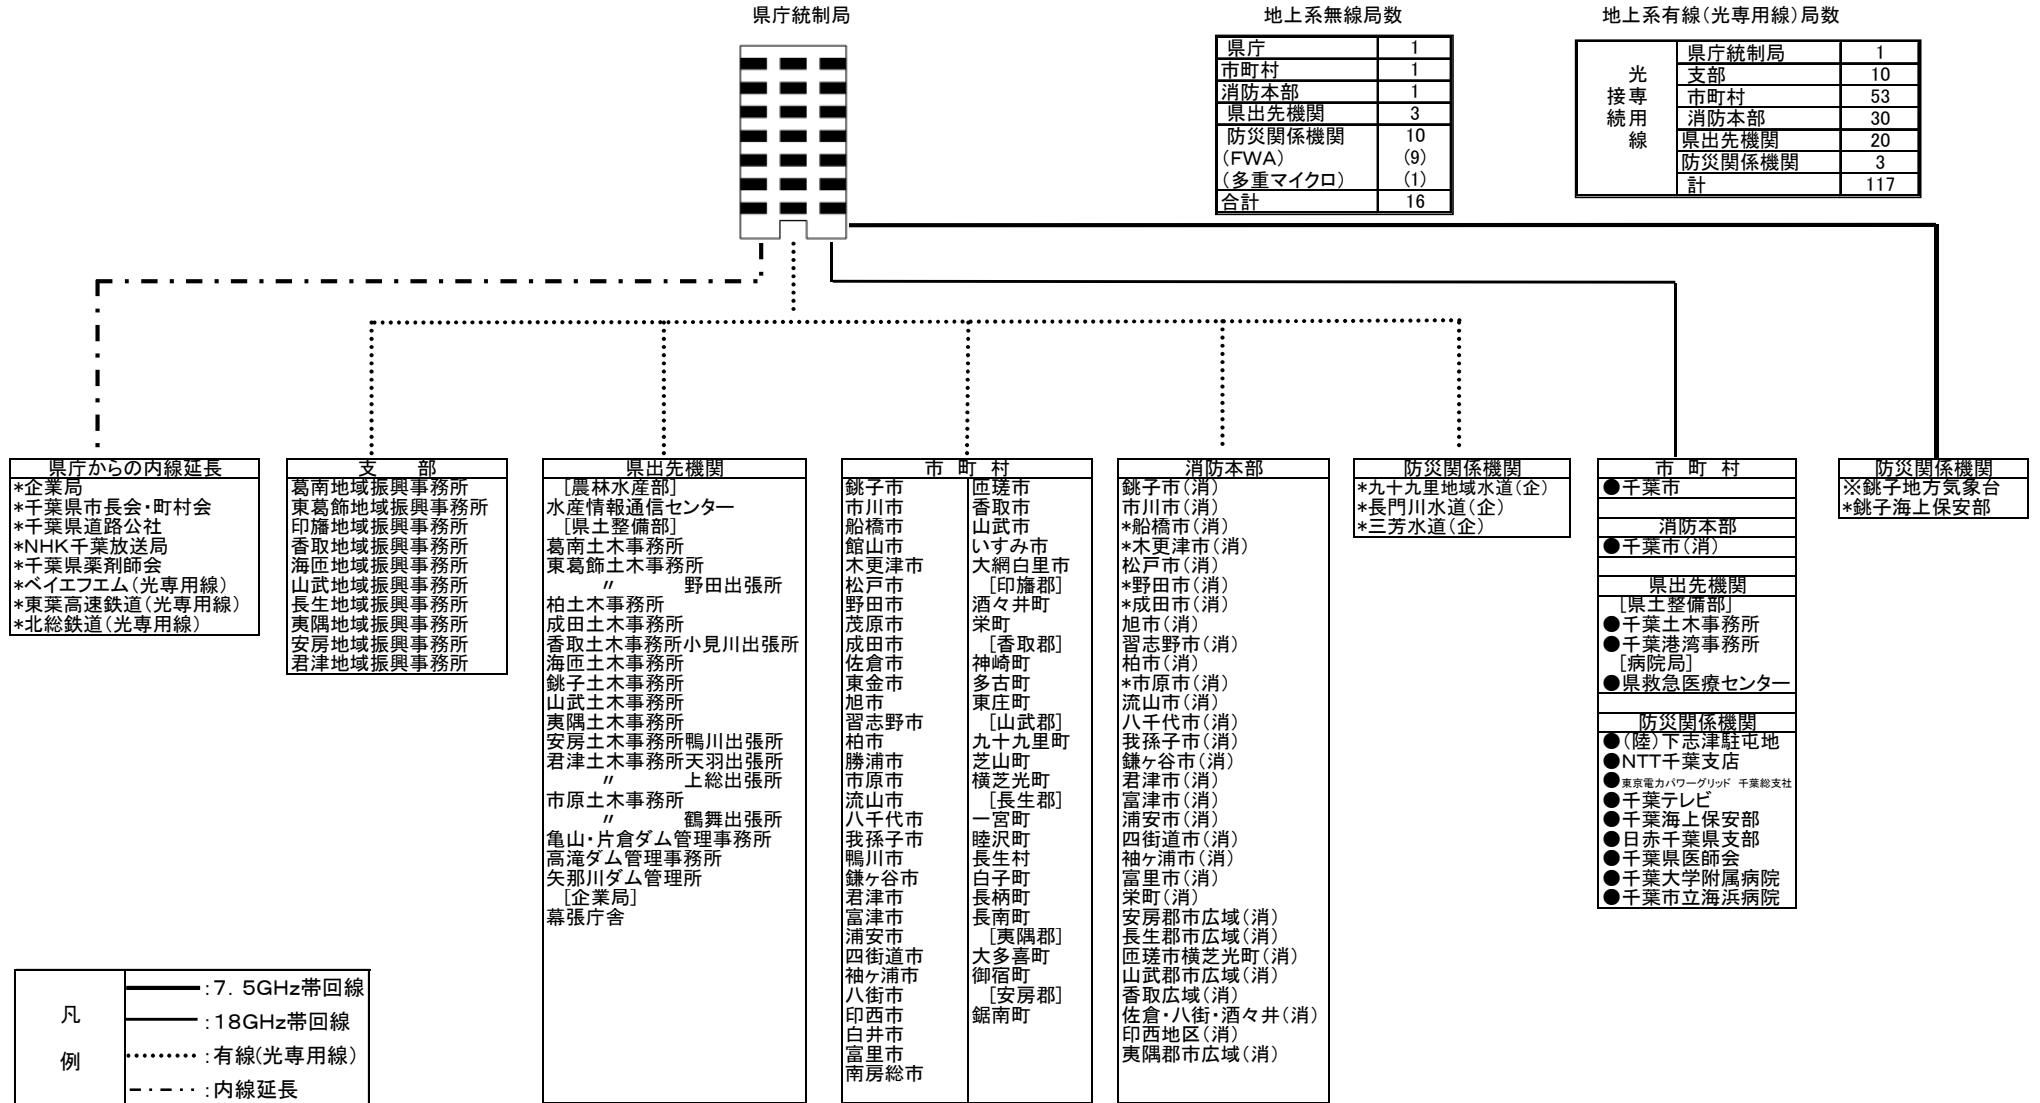 県庁統制局
地上系無線局数
県庁 1
市町村 1
消防本部 1
県出先機関 3
防災関係機関 10
(FWA) (9)
(多重マイクロ) (1)
合計 16
地上系有線(光専用線)局数
光専用線接続
県庁統制局 1
支部 10
市町村 53
消防本部 30
県出先機関 20
防災関係機関 3
計 117
県庁からの内線延長
*企業局
*千葉県市長会・町村会
*千葉県道路公社
*NHK千葉放送局
*千葉県薬剤師会
*ベイエフエム(光専用線)
*東葉高速鉄道(光専用線)
*北総鉄道(光専用線)
支 部
葛南地域振興事務所
東葛飾地域振興事務所
印旛地域振興事務所
香取地域振興事務所
海匝地域振興事務所
山武地域振興事務所
長生地域振興事務所
夷隅地域振興事務所
安房地域振興事務所
君津地域振興事務所
県出先機関
[農林水産部]
水産情報通信センター
[県土整備部]
葛南土木事務所
東葛飾土木事務所
〃 野田出張所
柏土木事務所
成田土木事務所
香取土木事務所小見川出張所
海匝土木事務所
銚子土木事務所
山武土木事務所
夷隅土木事務所
安房土木事務所鴨川出張所
君津土木事務所天羽出張所
〃 上総出張所
市原土木事務所
〃 鶴舞出張所
亀山・片倉ダム管理事務所
高滝ダム管理事務所
矢那川ダム管理所
[企業局]
幕張庁舎
市 町 村
銚子市
市川市
船橋市
館山市
木更津市
松戸市
野田市
茂原市
成田市
佐倉市
東金市
旭市
習志野市
柏市
勝浦市
市原市
流山市
八千代市
我孫子市
鴨川市
鎌ヶ谷市
君津市
富津市
浦安市
四街道市
袖ヶ浦市
八街市
印西市
白井市
富里市
南房総市
匝瑳市
香取市
山武市
いすみ市
大網白里市
[印旛郡]
酒々井町
栄町
[香取郡]
神崎町
多古町
東庄町
[山武郡]
九十九里町
芝山町
横芝光町
[長生郡]
一宮町
睦沢町
長生村
白子町
長柄町
長南町
[夷隅郡]
大多喜町
御宿町
[安房郡]
鋸南町
消防本部
銚子市(消)
市川市(消)
*船橋市(消)
*木更津市(消)
松戸市(消)
*野田市(消)
*成田市(消)
旭市(消)
習志野市(消)
柏市(消)
*市原市(消)
流山市(消)
八千代市(消)
我孫子市(消)
鎌ヶ谷市(消)
君津市(消)
富津市(消)
浦安市(消)
四街道市(消)
袖ヶ浦市(消)
富里市(消)
栄町(消)
安房郡市広域(消)
長生郡市広域(消)
匝瑳市横芝光町(消)
山武郡市広域(消)
香取広域(消)
佐倉・八街・酒々井(消)
印西地区(消)
夷隅郡市広域(消)
防災関係機関
*九十九里地域水道(企)
*長門川水道(企)
*三芳水道(企)
市 町 村
●千葉市
消防本部
●千葉市(消)
県出先機関
[県土整備部]
●千葉土木事務所
●千葉港湾事務所
[病院局]
●県救急医療センター
防災関係機関
●(陸)下志津駐屯地
●NTT千葉支店
●東京電力パワーグリッド 千葉総支社
●千葉テレビ
●千葉海上保安部
●日赤千葉県支部
●千葉県医師会
●千葉大学附属病院
●千葉市立海浜病院
防災関係機関
※銚子地方気象台
*銚子海上保安部
凡例
:7.5GHz帯回線
:18GHz帯回線
:有線(光専用線)
:内線延長